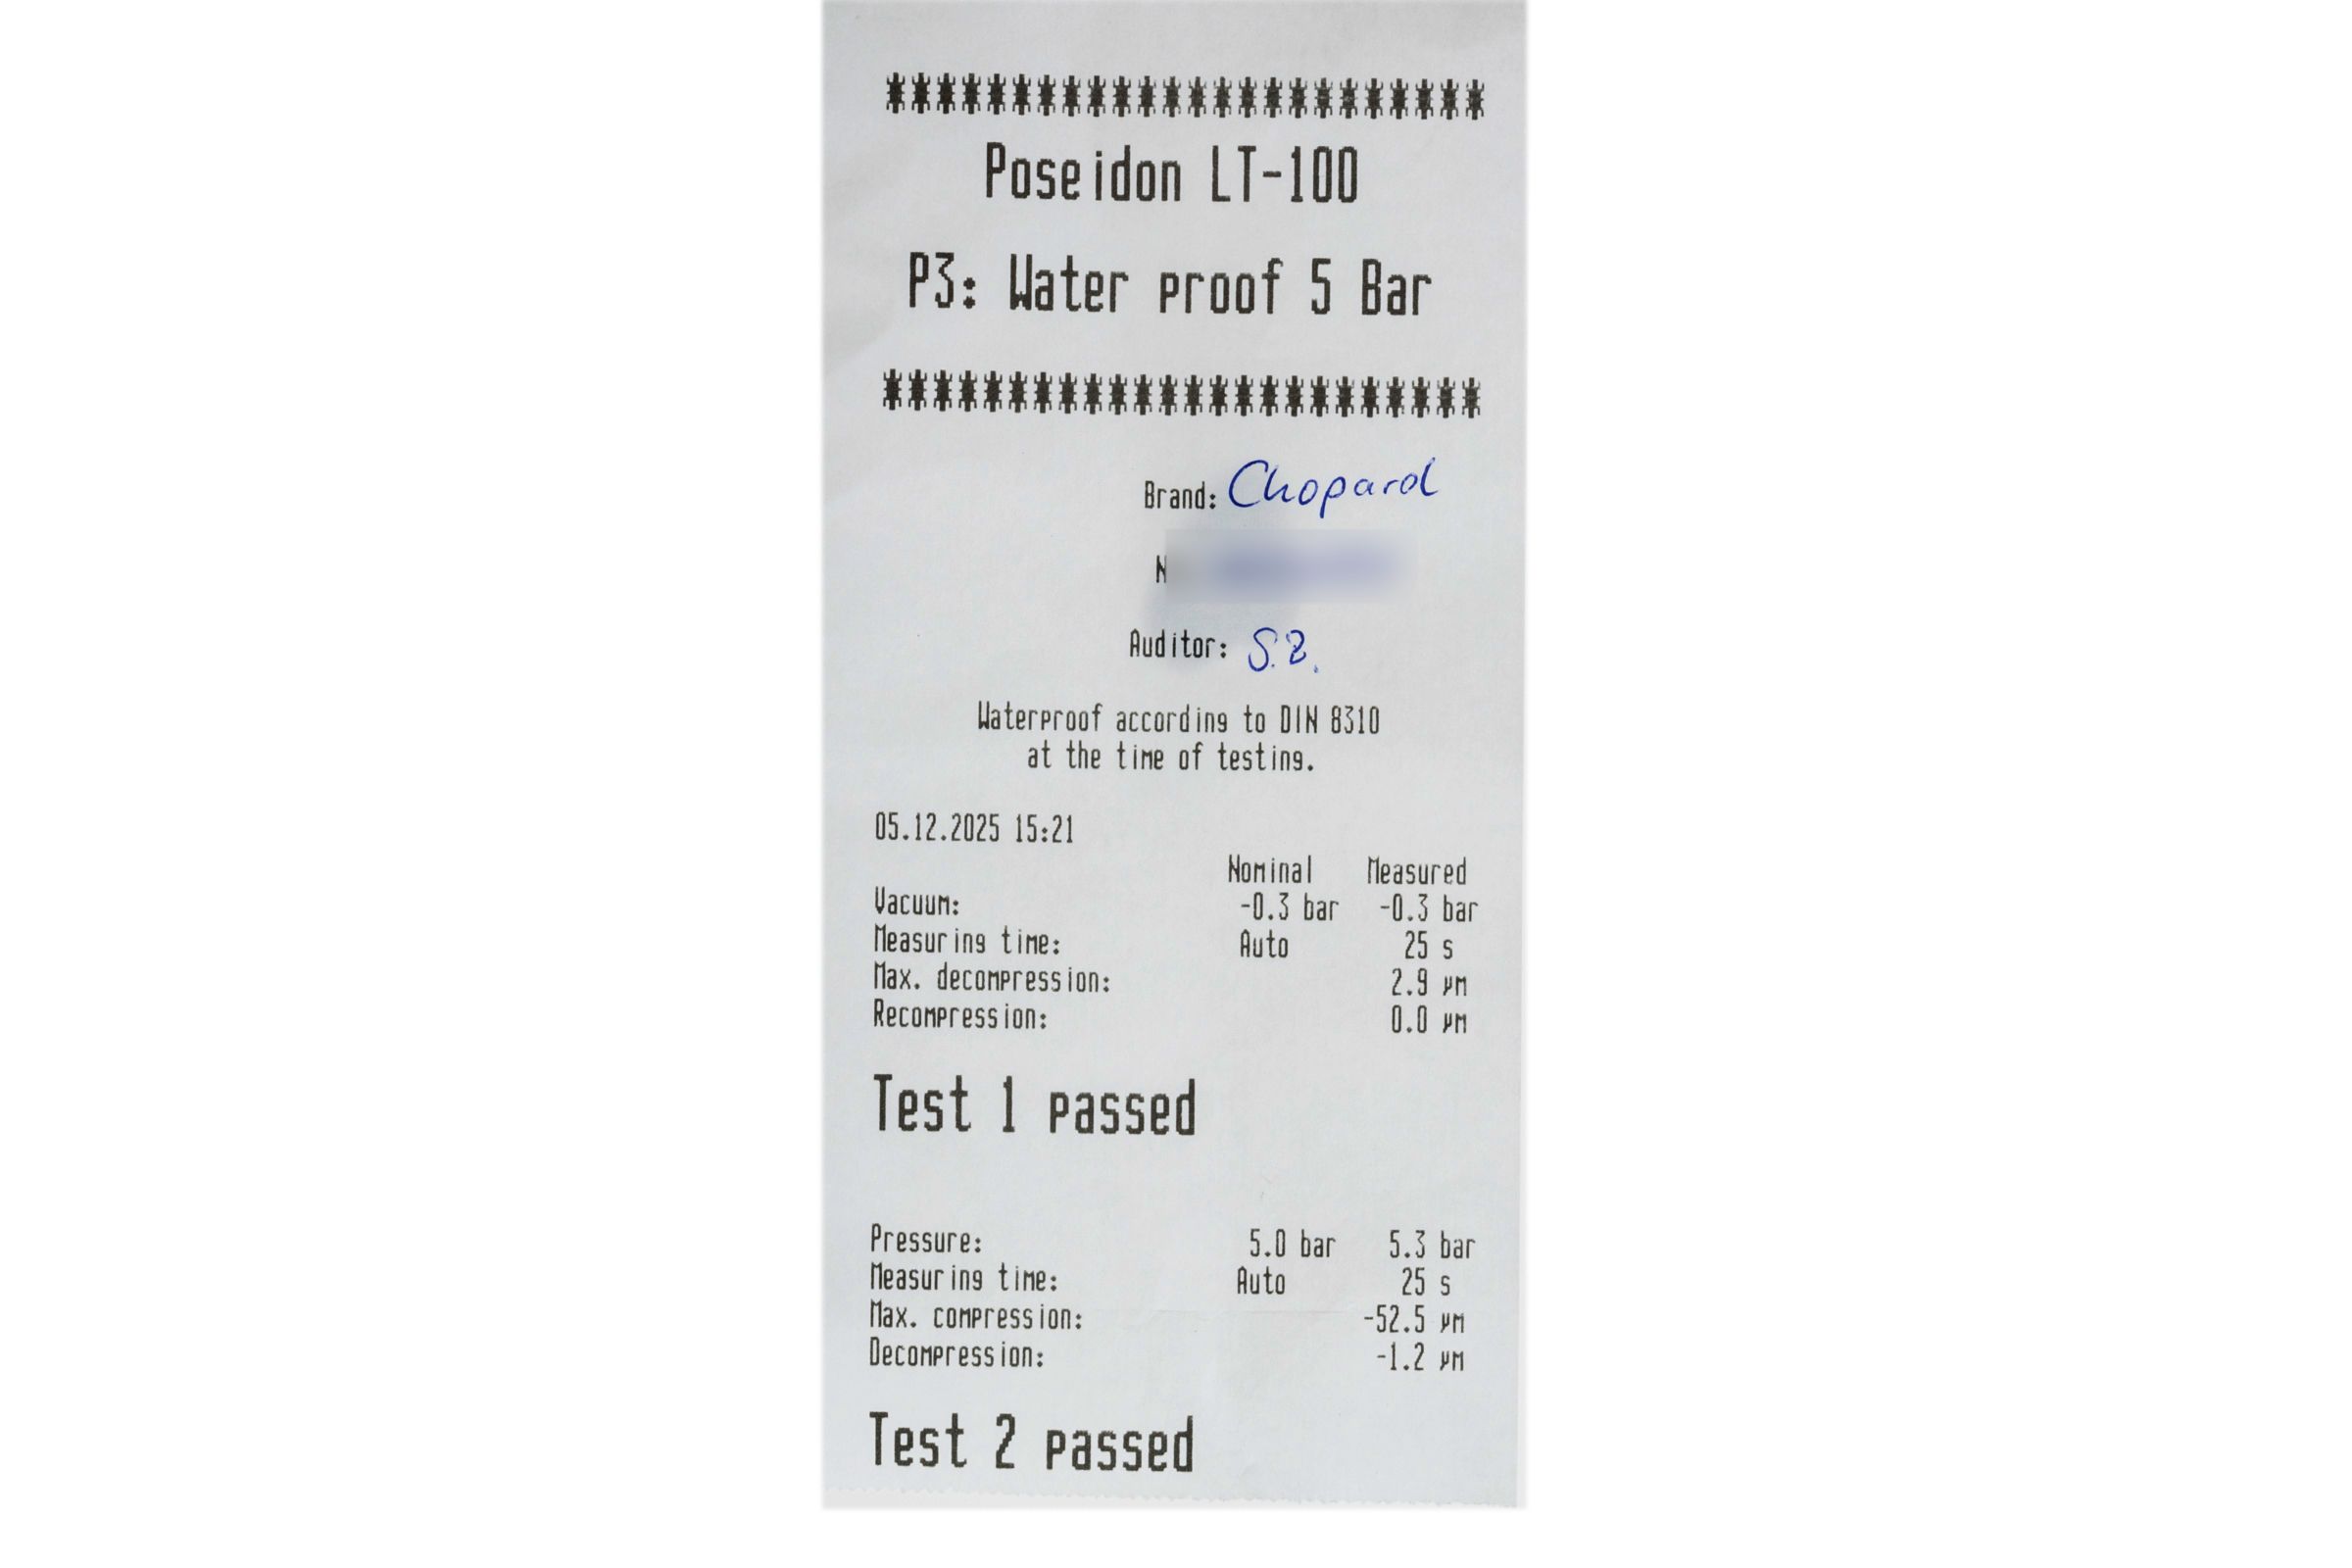 ************************
Poseidon LT-100
P3: Water proof 5 Bar
************************
Brand: Chopard
N
Auditor: S.Z.
Waterproof according to DIN 8310
at the time of testing.
05.12.2025 15:21
Nominal Measured
Vacuum: -0.3 bar -0.3 bar
Measuring time: Auto 25 s
Max. decompression: 2.9 µm
Recompression: 0.0 µm
Test 1 passed
Pressure: 5.0 bar 5.3 bar
Measuring time: Auto 25 s
Max. compression: -52.5 µm
Decompression: -1.2 µm
Test 2 passed